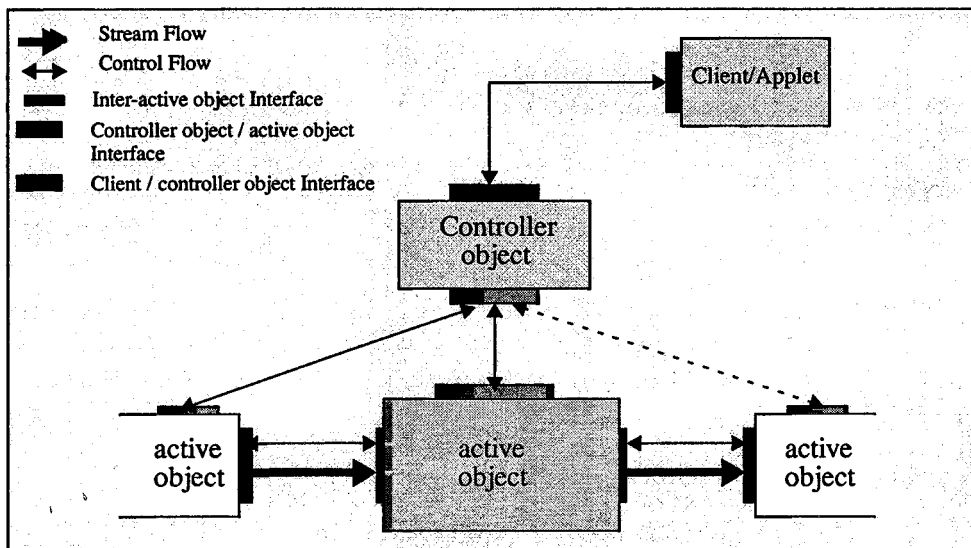 Stream Flow
Control Flow
Inter-active object Interface
Controller object / active object
Interface
Client / controller object Interface
Client/Applet
Controller
object
active
object
active
object
active
object